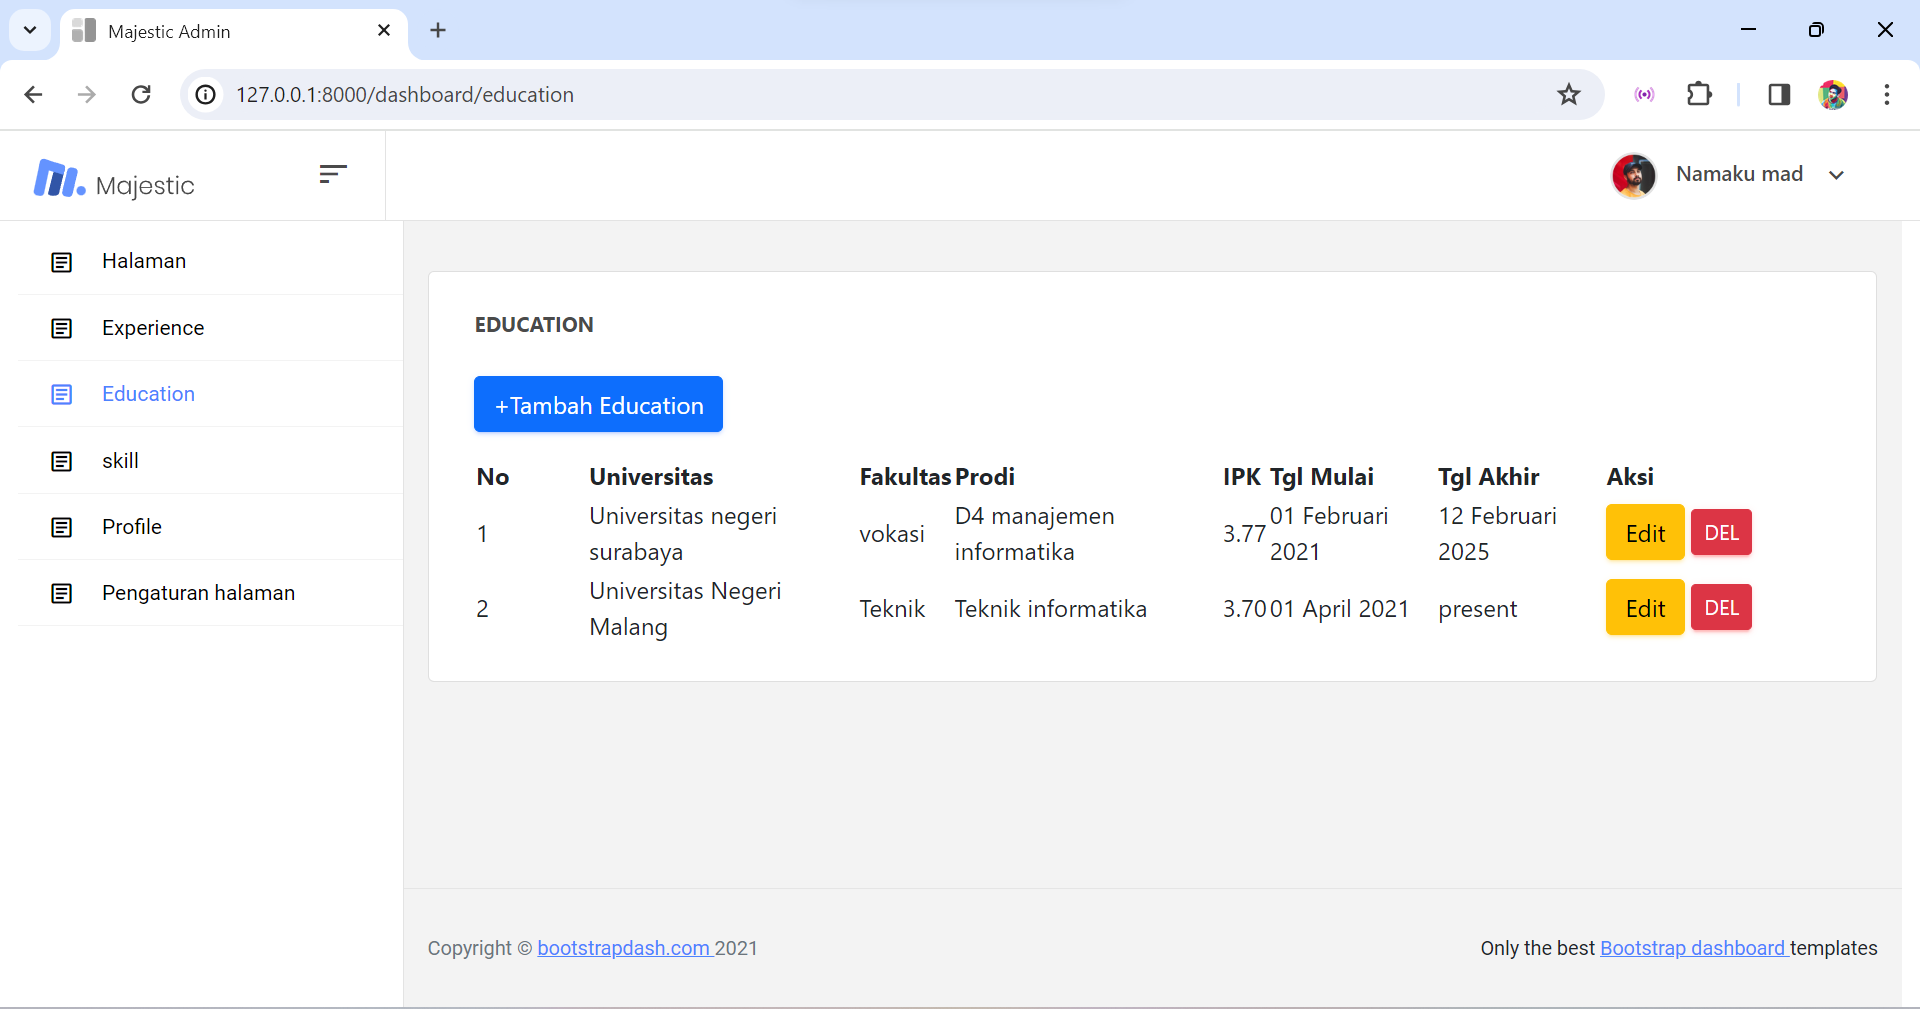 Majestic Admin
127.0.0.1:8000/dashboard/education
Majestic
Namaku mad
Halaman
Experience
Education
skill
Profile
Pengaturan halaman
EDUCATION
+Tambah Education
No Universitas Fakultas Prodi IPK Tgl Mulai Tgl Akhir Aksi
1 Universitas negeri surabaya vokasi D4 manajemen informatika 3.77 01 Februari 2021 12 Februari 2025 Edit DEL
2 Universitas Negeri Malang Teknik Teknik informatika 3.70 01 April 2021 present Edit DEL
Copyright © bootstrapdash.com 2021
Only the best Bootstrap dashboard templates